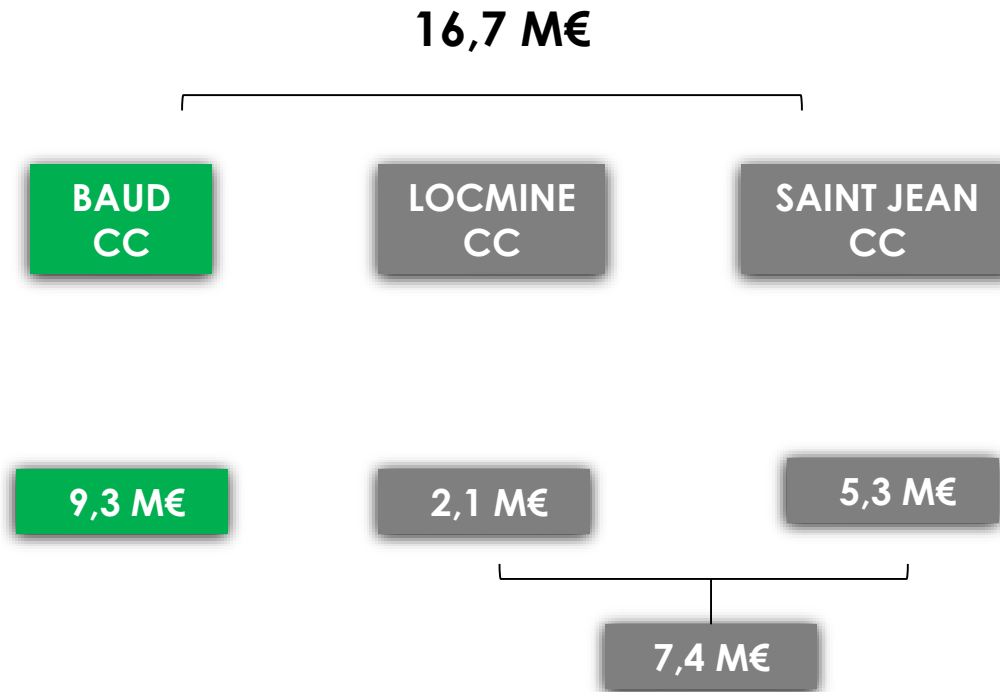 16,7 M€
BAUD
CC
LOCMINE
CC
SAINT JEAN
CC
9,3 M€
2,1 M€
5,3 M€
7,4 M€